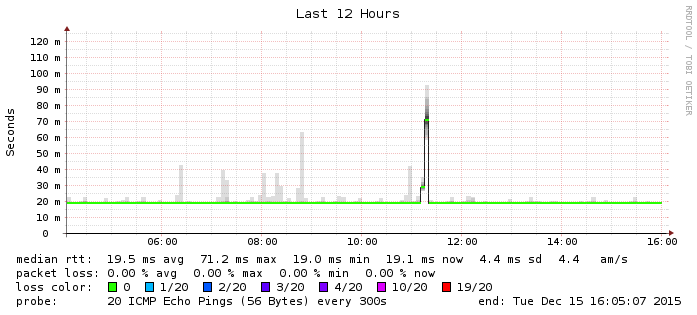 Last 12 Hours
RRDTOOL / TOBI OETIKER
Seconds
120 m
110 m
100 m
90 m
80 m
70 m
60 m
50 m
40 m
30 m
20 m
10 m
0
06:00 08:00 10:00 12:00 14:00 16:00
median rtt: 19.5 ms avg 71.2 ms max 19.0 ms min 19.1 ms now 4.4 ms sd 4.4 am/s
packet loss: 0.00 % avg 0.00 % max 0.00 % min 0.00 % now
loss color: 0 1/20 2/20 3/20 4/20 10/20 19/20
probe: 20 ICMP Echo Pings (56 Bytes) every 300s end: Tue Dec 15 16:05:07 2015